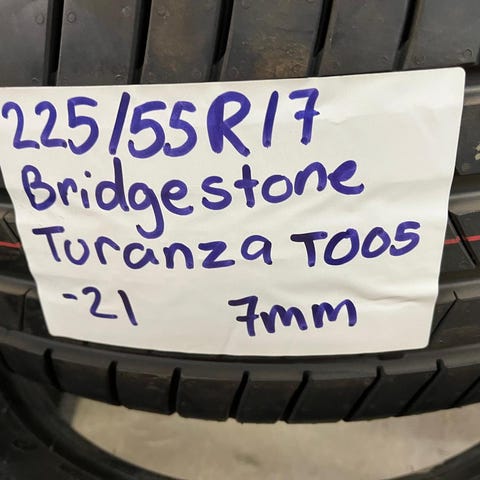 225/55R17
Bridgestone
Turanza T005
-21 7mm